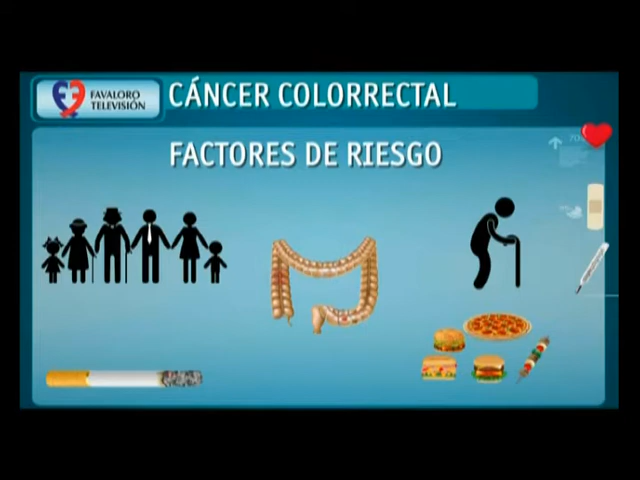 FAVALORO
TELEVISIÓN
CÁNCER COLORRECTAL
FACTORES DE RIESGO